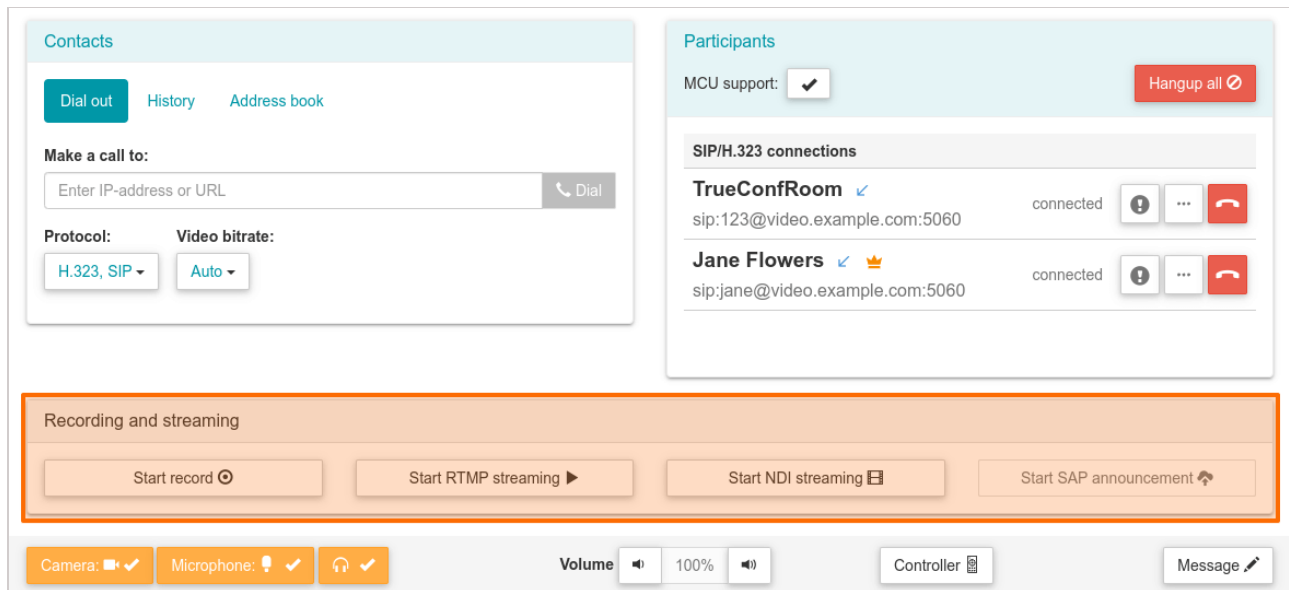 Contacts
Dial out History Address book
Make a call to:
Enter IP-address or URL Dial
Protocol: Video bitrate:
H.323, SIP Auto
Participants
MCU support: Hangup all
SIP/H.323 connections
TrueConfRoom
sip:123@video.example.com:5060
connected
Jane Flowers
sip:jane@video.example.com:5060
connected
Recording and streaming
Start record Start RTMP streaming Start NDI streaming Start SAP announcement
Camera: Microphone: Volume 100% Controller Message